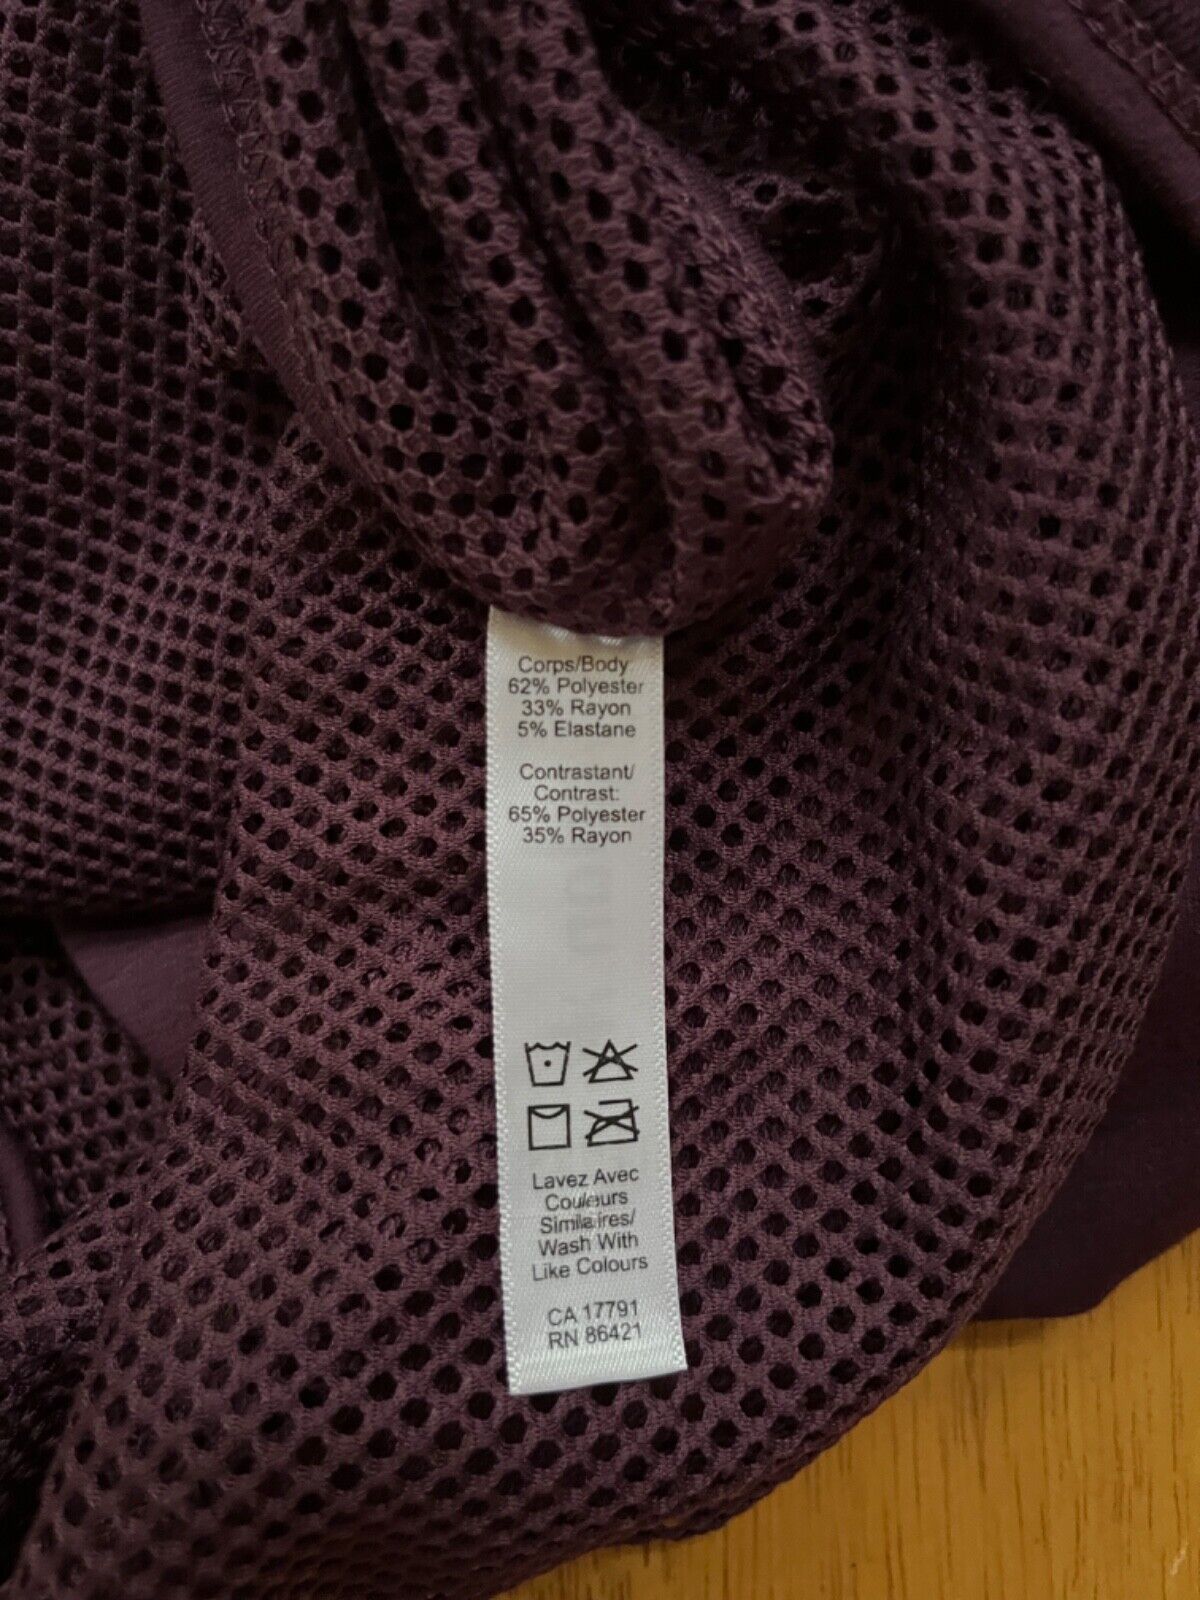 Corps/Body:
62% Polyester
33% Rayon
5% Elastane
Contrastant/
Contrast:
65% Polyester
35% Rayon
Lavez Avec
Couleurs
Similaires/
Wash With
Like Colours
CA 17791
RN 86421